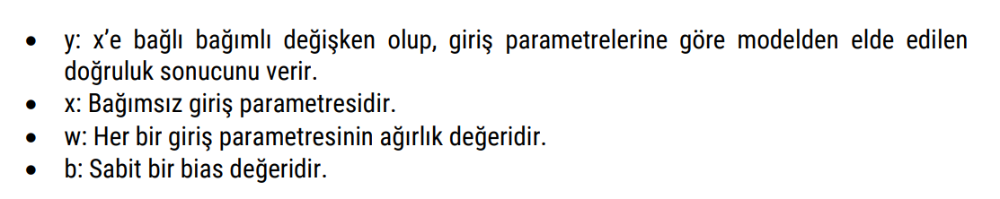 • y: x’e bağlı bağımlı değişken olup, giriş parametrelerine göre modelden elde edilen
doğruluk sonucunu verir.
• x: Bağımsız giriş parametresidir.
• w: Her bir giriş parametresinin ağırlık değeridir.
• b: Sabit bir bias değeridir.